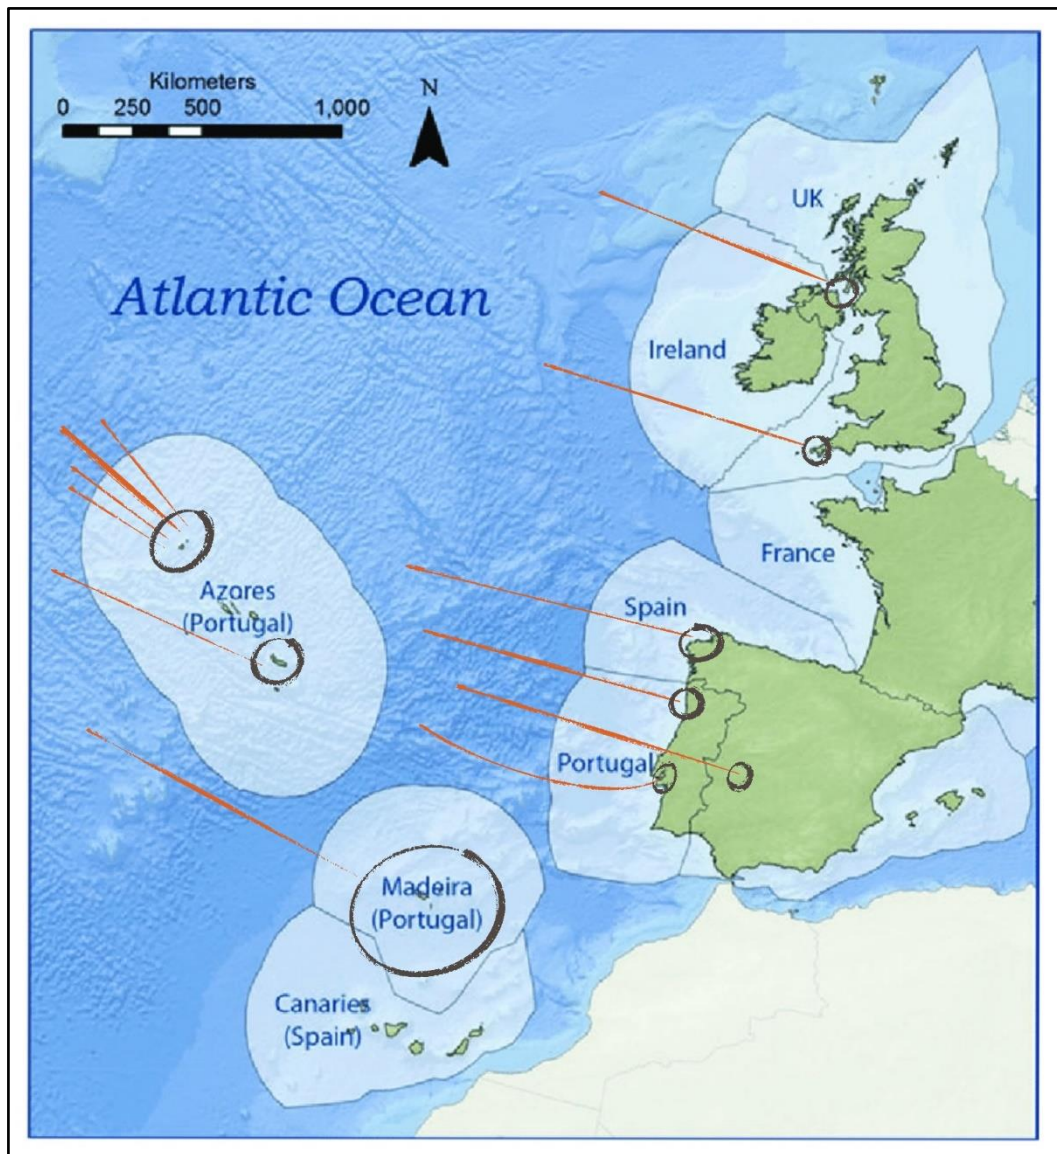 Kilometers
0 250 500 1,000
N
UK
Atlantic Ocean
Ireland
France
Azores
(Portugal)
Spain
Portugal
Madeira
(Portugal)
Canaries
(Spain)